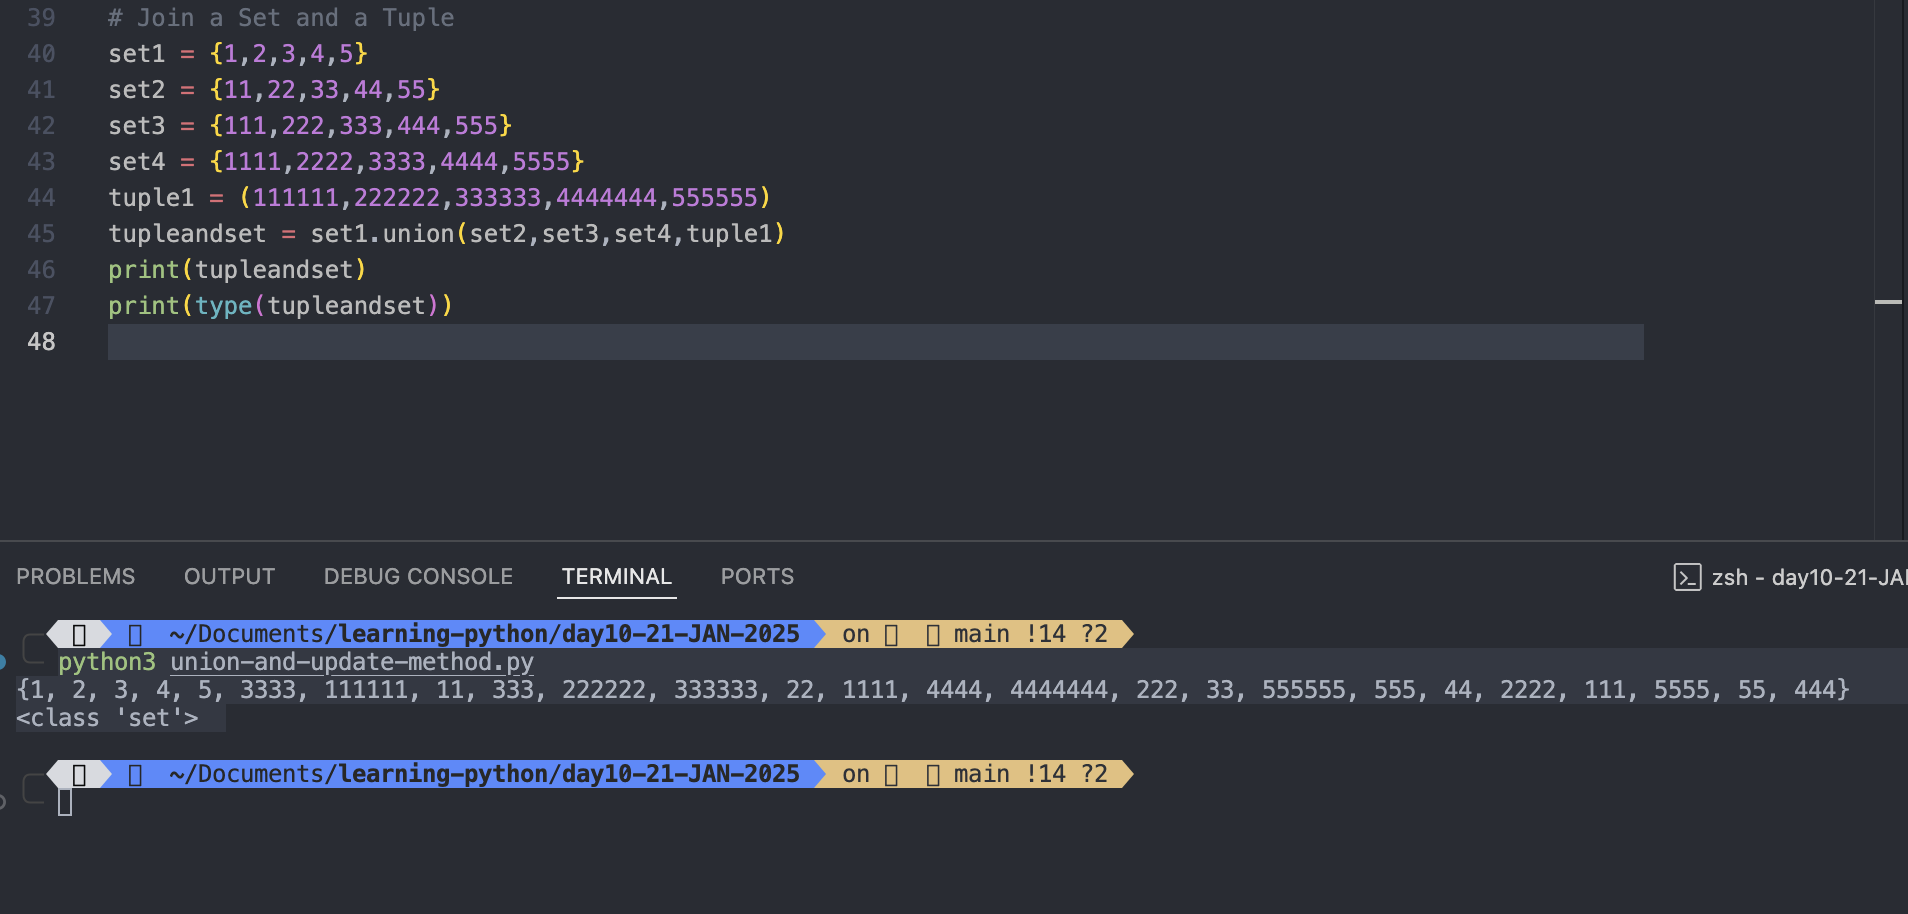 39 # Join a Set and a Tuple
40 set1 = {1,2,3,4,5}
41 set2 = {11,22,33,44,55}
42 set3 = {111,222,333,444,555}
43 set4 = {1111,2222,3333,4444,5555}
44 tuple1 = (111111,222222,333333,4444444,555555)
45 tupleandset = set1.union(set2,set3,set4,tuple1)
46 print(tupleandset)
47 print(type(tupleandset))
48
PROBLEMS OUTPUT DEBUG CONSOLE TERMINAL PORTS zsh - day10-21-JAN
~/Documents/learning-python/day10-21-JAN-2025 on main !14 ?2
python3 union-and-update-method.py
{1, 2, 3, 4, 5, 3333, 111111, 11, 333, 222222, 333333, 22, 1111, 4444, 4444444, 222, 33, 555555, 555, 44, 2222, 111, 5555, 55, 444}
<class 'set'>
~/Documents/learning-python/day10-21-JAN-2025 on main !14 ?2